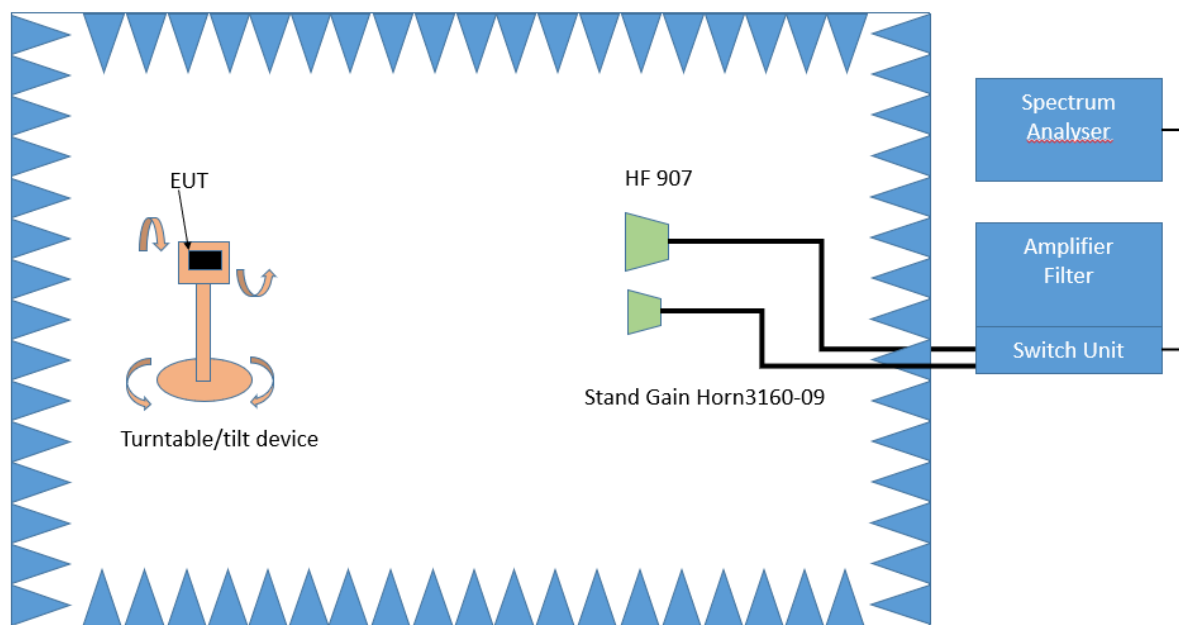 Spectrum
Analyser
EUT
HF 907
Amplifier
Filter
Switch Unit
Stand Gain Horn3160-09
Turntable/tilt device